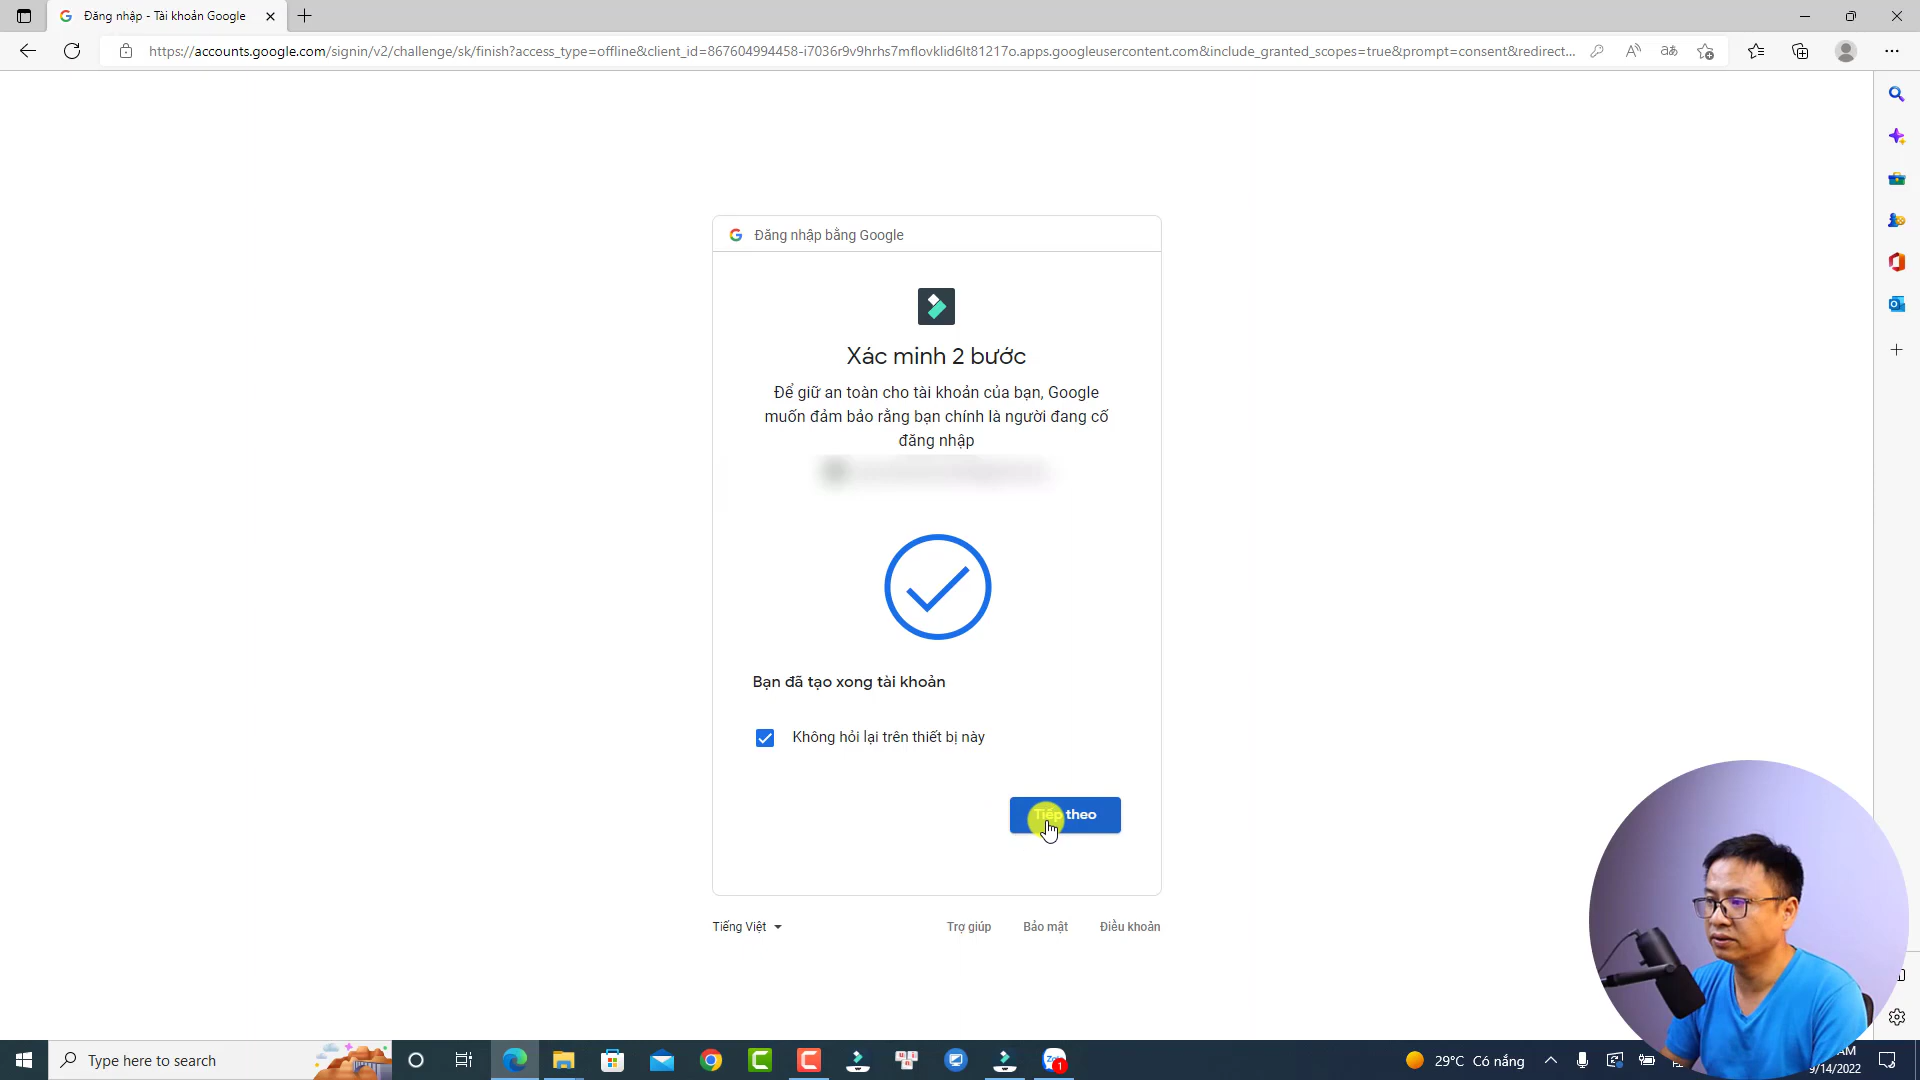 Đăng nhập - Tài khoản Google
https://accounts.google.com/signin/v2/challenge/sk/finish?access_type=offline&client_id=867604994458-i7036r9v9hrhs7mflovklid6lt81217o.apps.googleusercontent.com&include_granted_scopes=true&prompt=consent&redirect...
Đăng nhập bằng Google
Xác minh 2 bước
Để giữ an toàn cho tài khoản của bạn, Google
muốn đảm bảo rằng bạn chính là người đang cố
đăng nhập
Bạn đã tạo xong tài khoản
Không hỏi lại trên thiết bị này
Tiếp theo
Tiếng Việt
Trợ giúp
Bảo mật
Điều khoản
Type here to search
29°C Có nắng
AM
9/14/2022